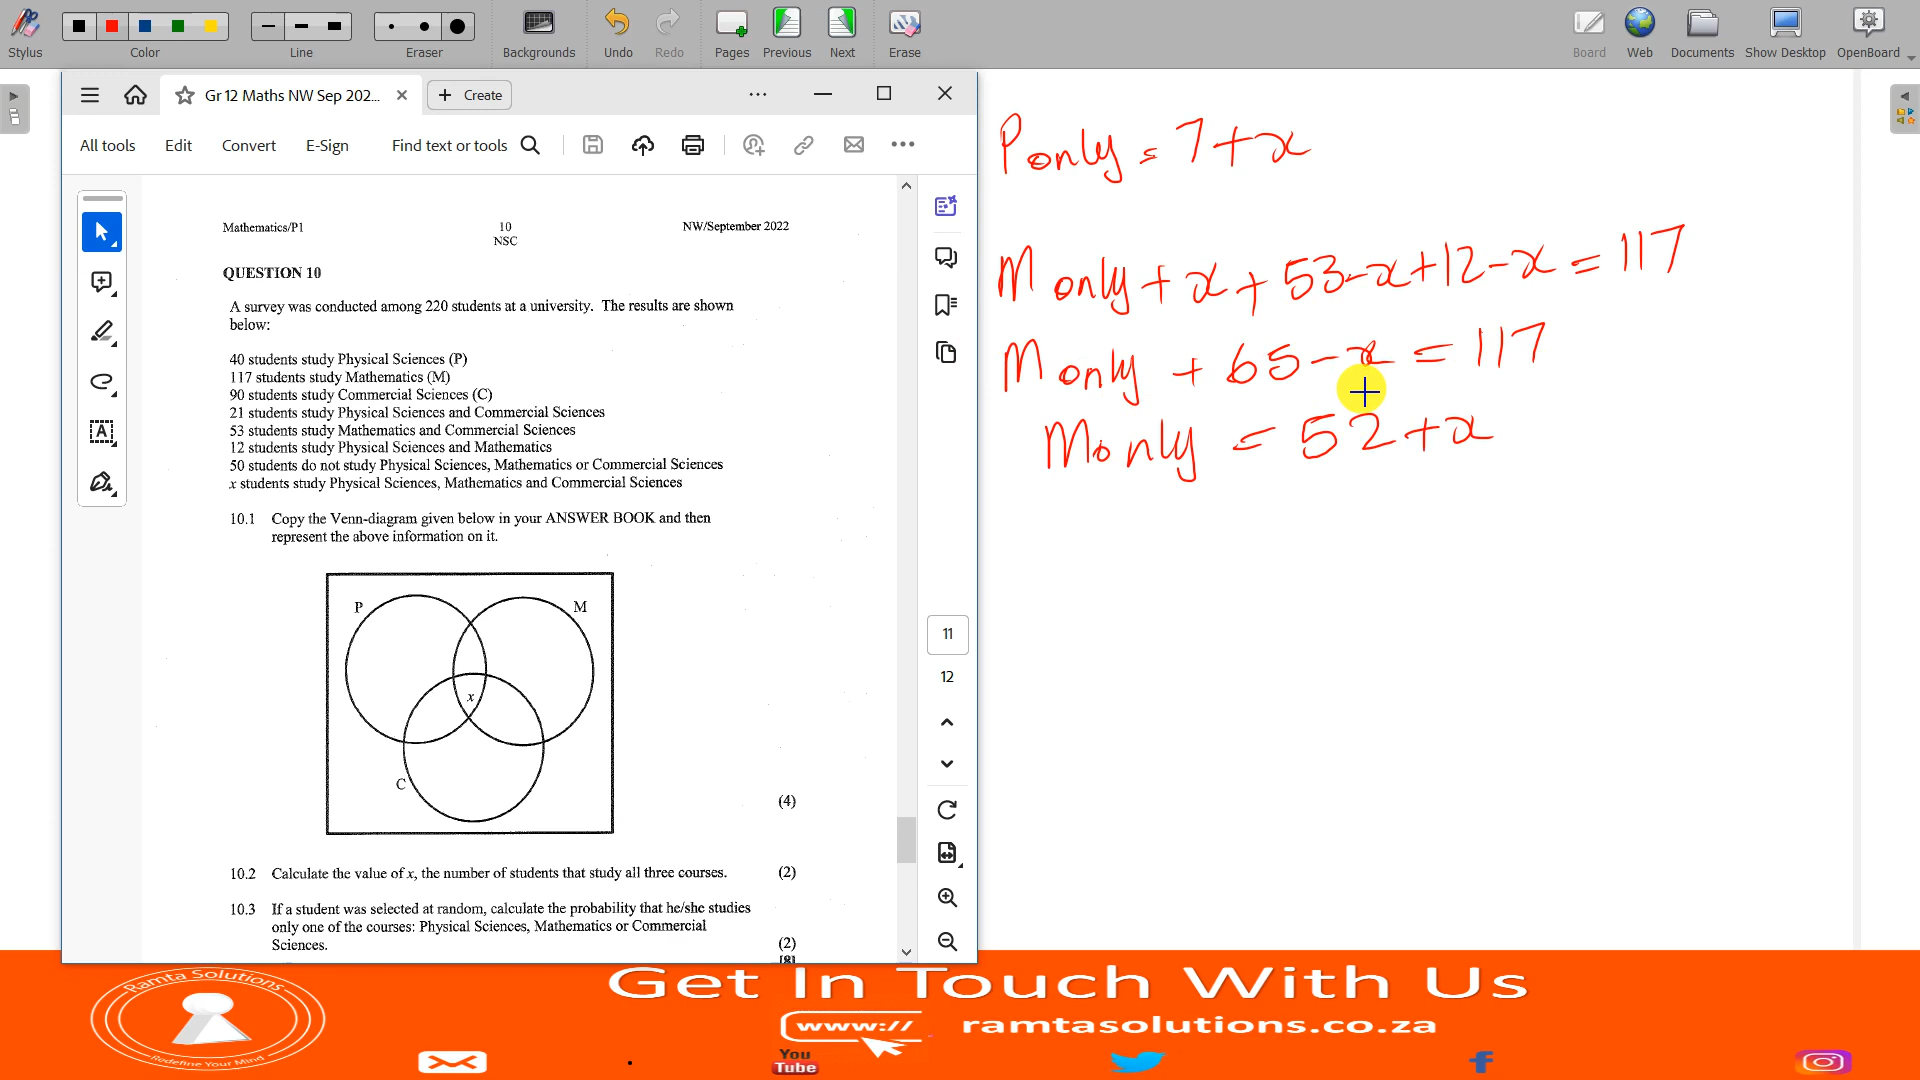 Stylus
Color
Line
Eraser
Backgrounds
Undo
Redo
Pages
Previous
Next
Erase
Board
Web
Documents
Show Desktop
OpenBoard
Gr 12 Maths NW Sep 202...
Create
All tools
Edit
Convert
E-Sign
Find text or tools
Mathematics/P1
10
NSC
NW/September 2022
QUESTION 10
A survey was conducted among 220 students at a university. The results are shown
below:
40 students study Physical Sciences (P)
117 students study Mathematics (M)
90 students study Commercial Sciences (C)
21 students study Physical Sciences and Commercial Sciences
53 students study Mathematics and Commercial Sciences
12 students study Physical Sciences and Mathematics
50 students do not study Physical Sciences, Mathematics or Commercial Sciences
x students study Physical Sciences, Mathematics and Commercial Sciences
10.1 Copy the Venn-diagram given below in your ANSWER BOOK and then
represent the above information on it.
P
M
x
C
(4)
10.2 Calculate the value of x, the number of students that study all three courses. (2)
10.3 If a student was selected at random, calculate the probability that he/she studies
only one of the courses: Physical Sciences, Mathematics or Commercial
Sciences. (2)
[8]
11
12
P only = 7 + x
M only + x + 53 - x + 12 - x = 117
M only + 65 - x = 117
M only = 52 + x
Ramta Solutions
Redefine Your Mind
Get In Touch With Us
www://
ramtasolutions.co.za
You
Tube